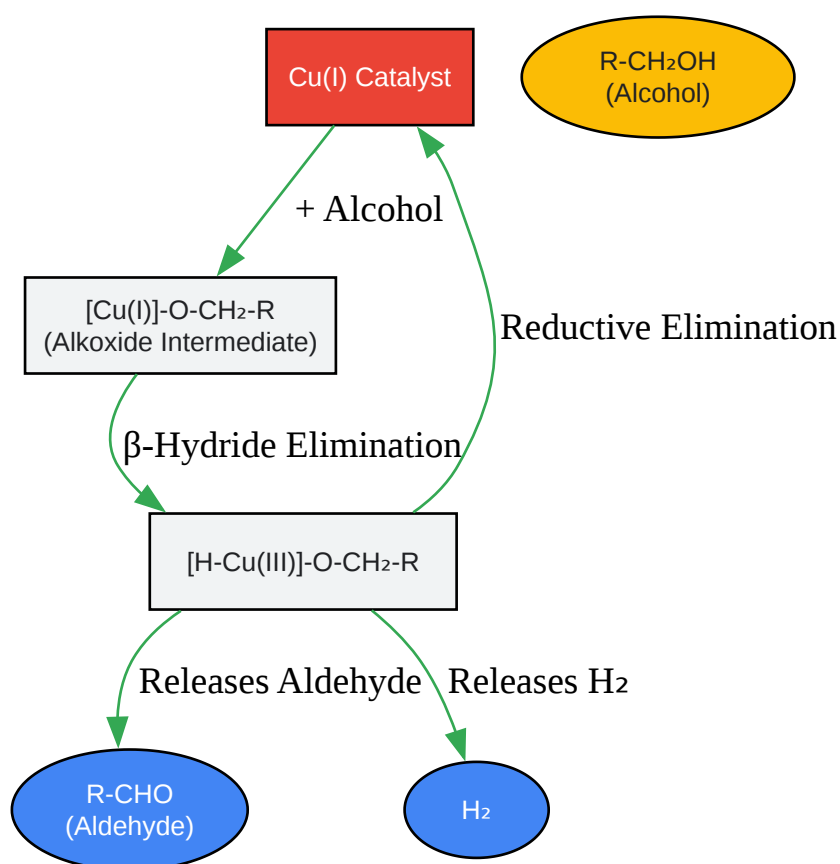 Cu(I) Catalyst
R-CH₂OH
(Alcohol)
+ Alcohol
[Cu(I)]-O-CH₂-R
(Alkoxide Intermediate)
Reductive Elimination
β-Hydride Elimination
[H-Cu(III)]-O-CH₂-R
Releases Aldehyde
Releases H₂
R-CHO
(Aldehyde)
H₂